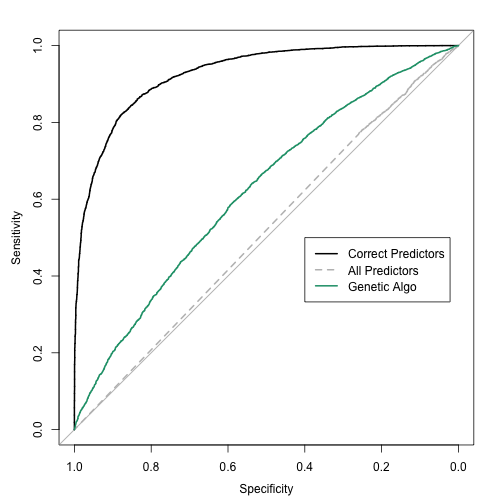 1.0
0.8
0.6
0.4
0.2
0.0
Sensitivity
Correct Predictors
All Predictors
Genetic Algo
1.0 0.8 0.6 0.4 0.2 0.0
Specificity